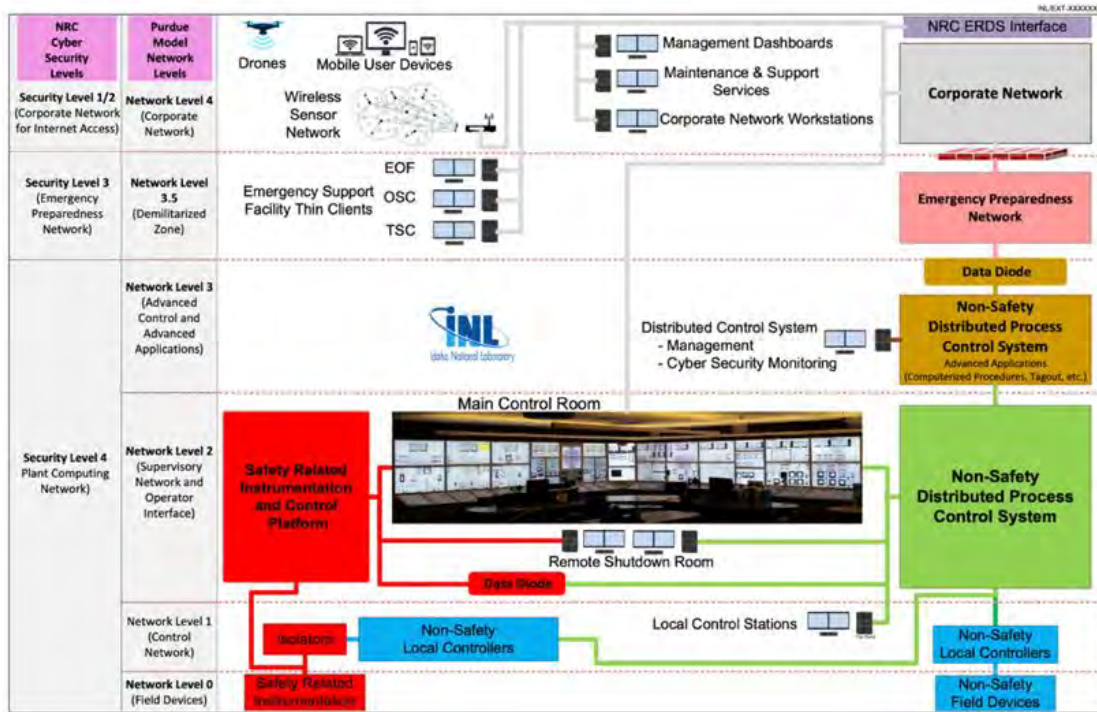 INL/EXT-XXXXXXX
NRC
Cyber
Security
Levels
Purdue
Model
Network
Levels
Drones
Mobile User Devices
Management Dashboards
Maintenance & Support
Services
Corporate Network Workstations
NRC ERDS Interface
Corporate Network
Security Level 1/2
(Corporate Network
for Internet Access)
Network Level 4
(Corporate
Network)
Wireless
Sensor
Network
Security Level 3
(Emergency
Preparedness
Network)
Network Level
3.5
(Demilitarized
Zone)
Emergency Support
Facility Thin Clients
EOF
OSC
TSC
Emergency Preparedness
Network
Data Diode
Network Level 3
(Advanced
Control and
Advanced
Applications)
INL
Idaho National Laboratory
Distributed Control System
- Management
- Cyber Security Monitoring
Non-Safety
Distributed Process
Control System
Advanced Applications
(Computerized Procedures, Tagout, etc.)
Main Control Room
Security Level 4
Plant Computing
Network)
Network Level 2
(Supervisory
Network and
Operator
Interface)
Safety Related
Instrumentation
and Control
Platform
Non-Safety
Distributed Process
Control System
Remote Shutdown Room
Data Diode
Network Level 1
(Control
Network)
Isolators
Non-Safety
Local Controllers
Local Control Stations
Non-Safety
Local Controllers
Network Level 0
(Field Devices)
Safety Related
Instrumentation
Non-Safety
Field Devices